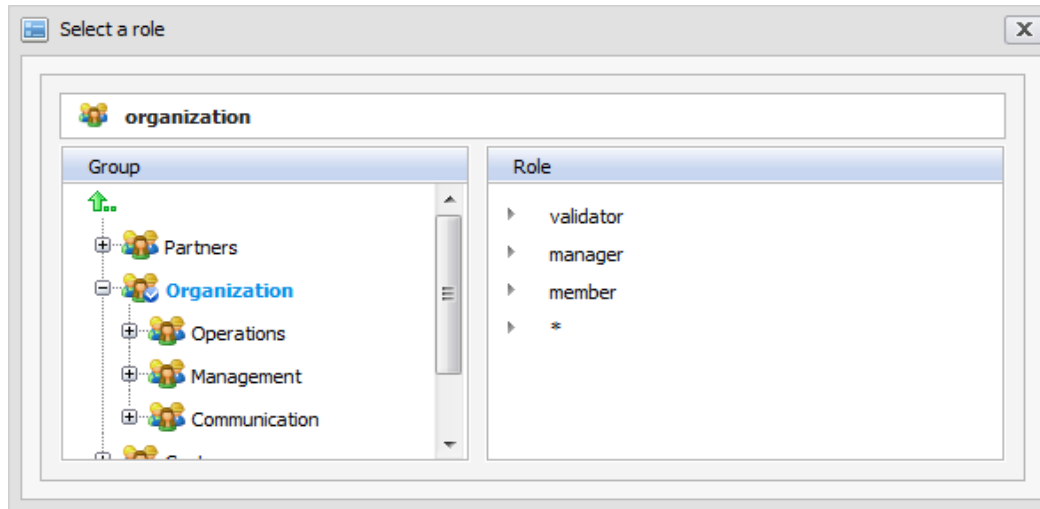 Select a role
organization
Group
Partners
Organization
Operations
Management
Communication
Role
validator
manager
member
*